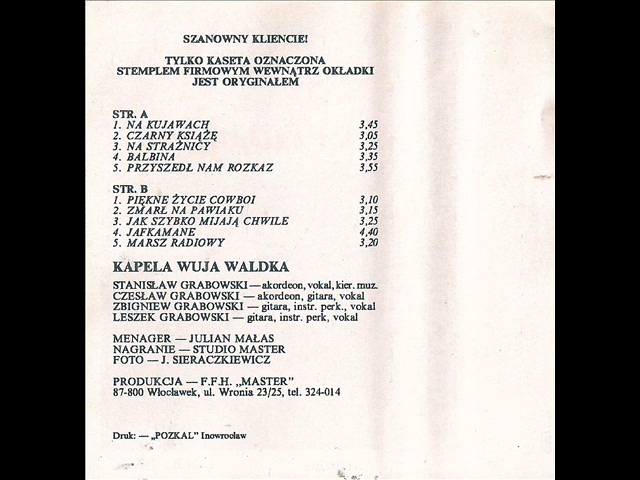 SZANOWNY KLIENCIE!
TYLKO KASETA OZNACZONA
STEMPLEM FIRMOWYM WEWNĄTRZ OKŁADKI
JEST ORYGINAŁEM
STR. A
1. NA KUJAWACH 3,45
2. CZARNY KSIĄŻĘ 3,05
3. NA STRAŻNICY 3,25
4. BALBINA 3,35
5. PRZYSZEDŁ NAM ROZKAZ 3,55
STR. B
1. PIĘKNE ŻYCIE COWBOI 3,10
2. ZMARŁ NA PAWIAKU 3,15
3. JAK SZYBKO MIJAJĄ CHWILE 3,25
4. JAFKAMANE 4,40
5. MARSZ RADIOWY 3,20
KAPELA WUJA WALDKA
STANISŁAW GRABOWSKI — akordeon, vokal, kier. muz.
CZESŁAW GRABOWSKI — akordeon, gitara, vokal
ZBIGNIEW GRABOWSKI — gitara, instr. perk., vokal
LESZEK GRABOWSKI — gitara, instr. perk, vokal
MENAGER — JULIAN MAŁAS
NAGRANIE — STUDIO MASTER
FOTO — J. SIERACZKIEWICZ
PRODUKCJA — F.F.H. „MASTER”
87-800 Włocławek, ul. Wronia 23/25, tel. 324-014
Druk: — „POZKAL” Inowrocław